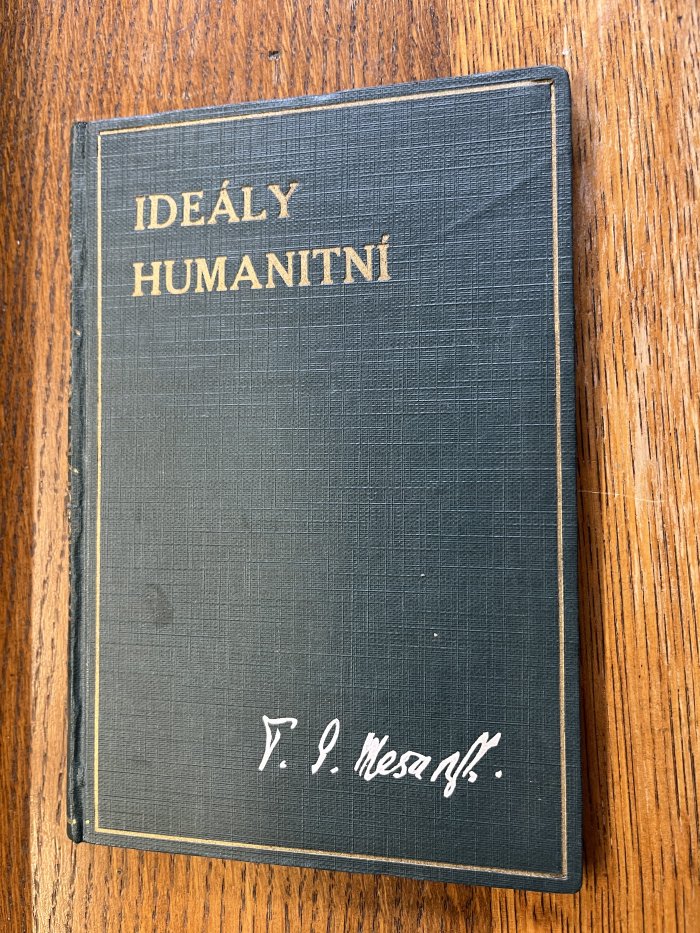 IDEÁLY
HUMANITNÍ
T. G. Masaryk.